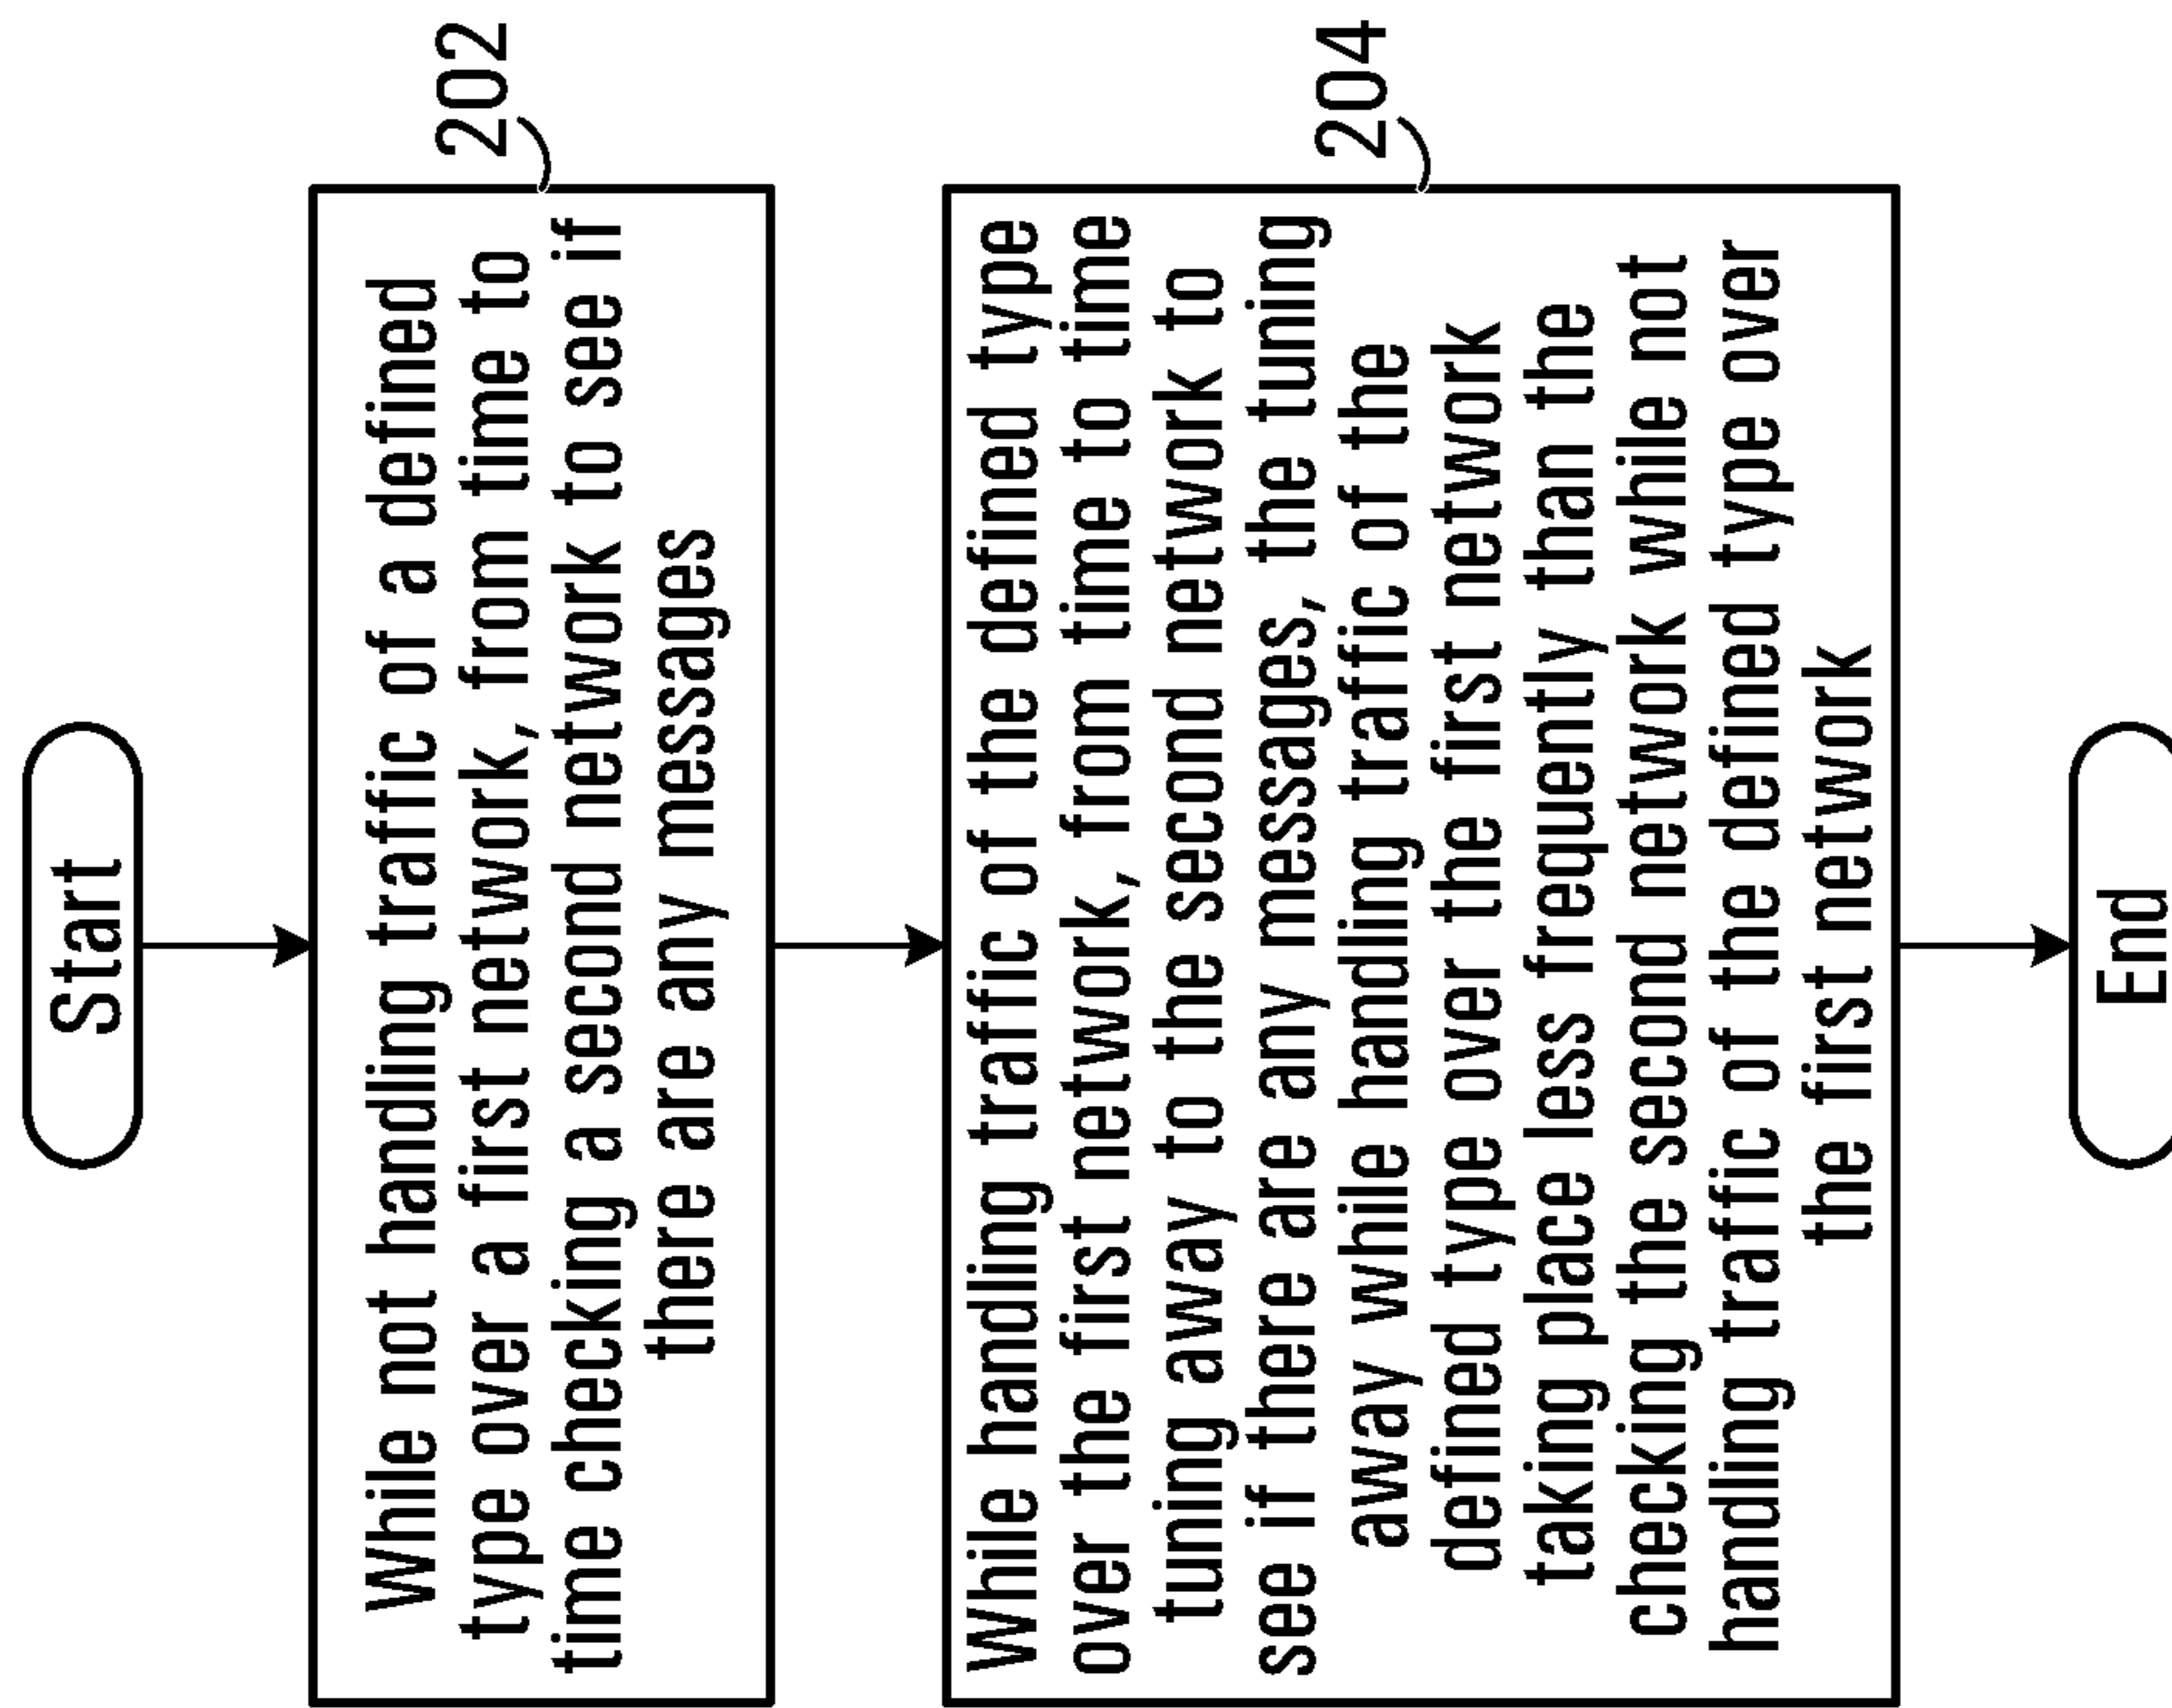 Start
202
While not handling traffic of a defined
type over a first network, from time to
time checking a second network to see if
there are any messages
204
While handling traffic of the defined type
over the first network, from time to time
tuning away to the second network to
see if there are any messages, the tuning
away while handling traffic of the
defined type over the first network
taking place less frequently than the
checking the second network while not
handling traffic of the defined type over
the first network
End